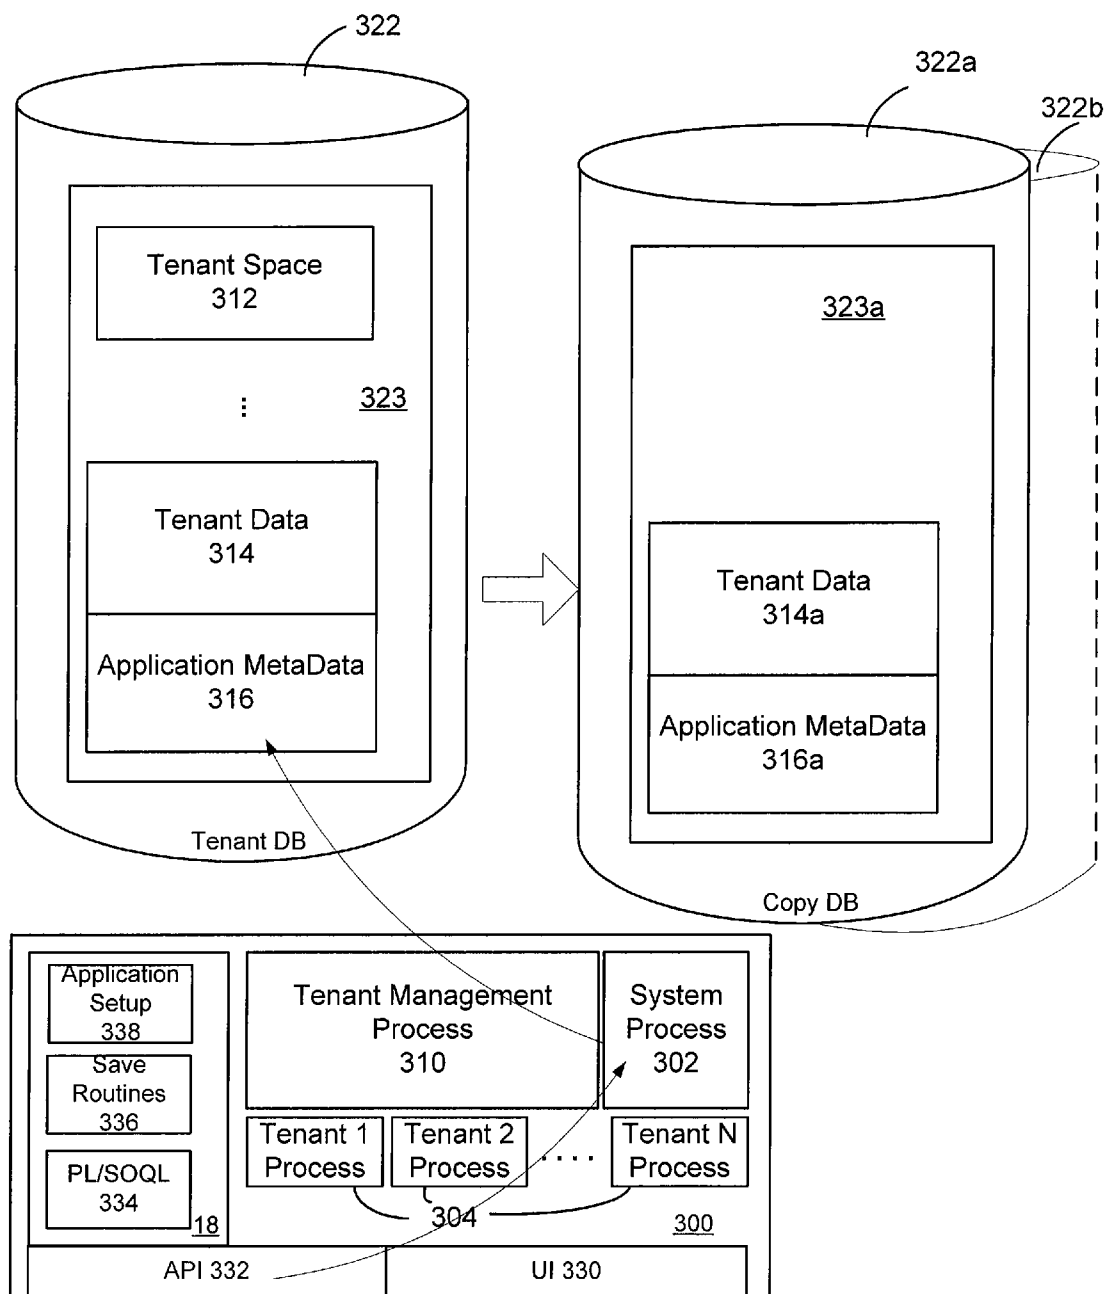 322
322a
322b
Tenant Space
312
323a
⋮
323
Tenant Data
314
Tenant Data
314a
Application MetaData
316
Application MetaData
316a
Tenant DB
Copy DB
Application
Setup
338
Save
Routines
336
PL/SOQL
334
18
Tenant Management
Process
310
System
Process
302
Tenant 1
Process
Tenant 2
Process
....
Tenant N
Process
304
300
API 332
UI 330